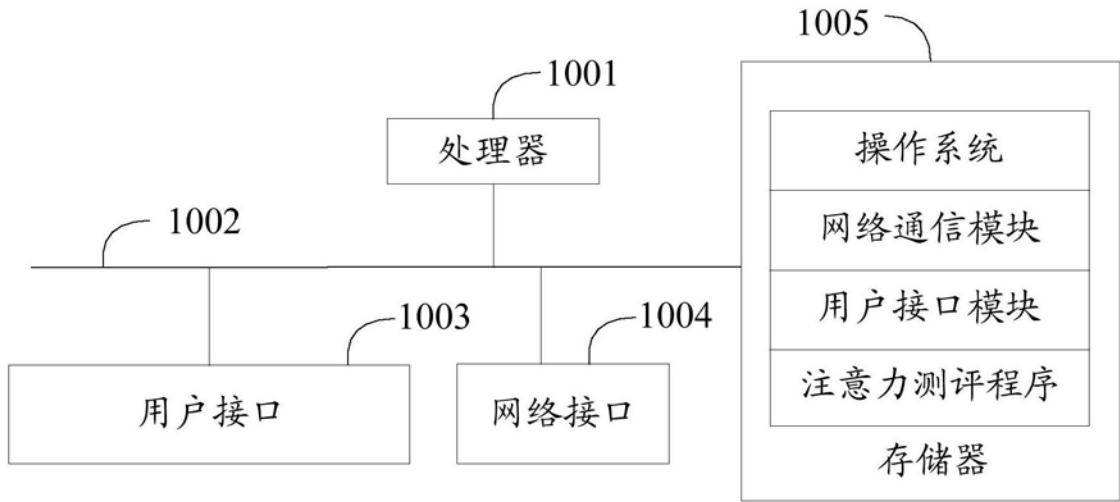 1005
1001
处理器
操作系统
1002
网络通信模块
用户接口模块
1003
1004
用户接口
网络接口
注意力测评程序
存储器